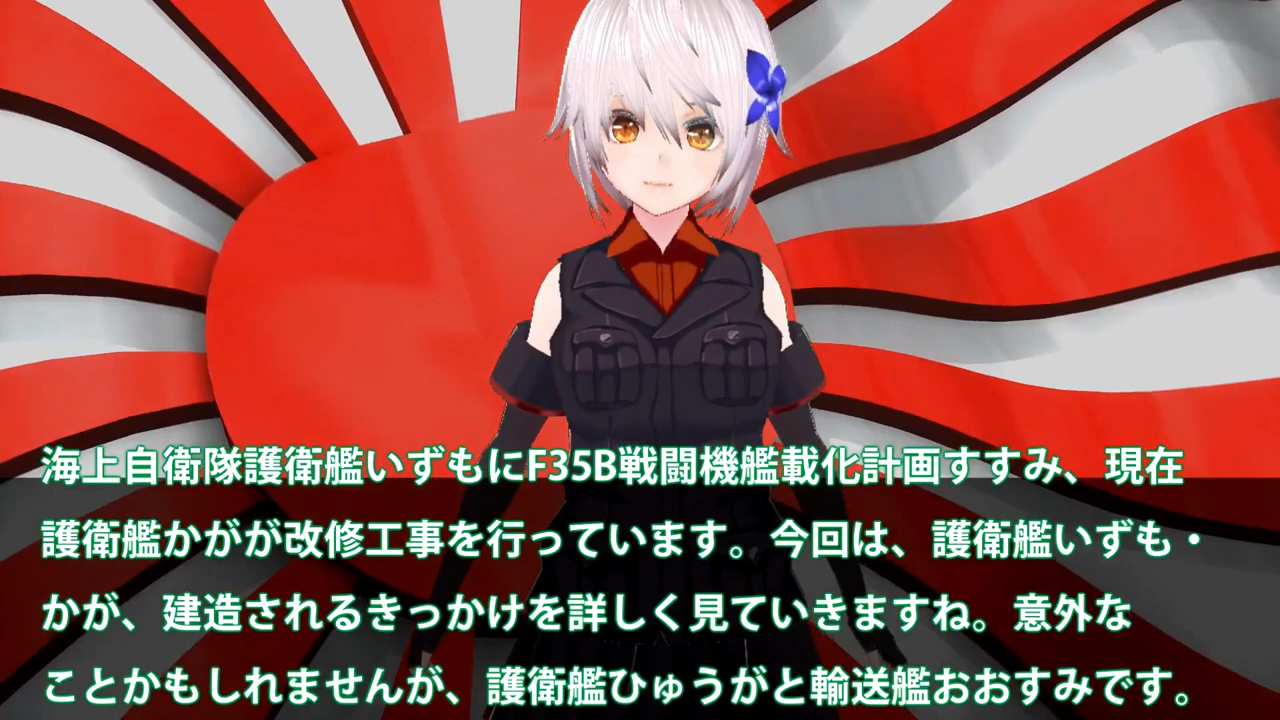 海上自衛隊護衛艦いずもにF35B戦闘機艦載化計画すすみ、現在
護衛艦かがが改修工事を行っています。今回は、護衛艦いずも・
かが、建造されるきっかけを詳しく見ていきますね。意外な
ことかもしれませんが、護衛艦ひゅうがと輸送艦おおすみです。